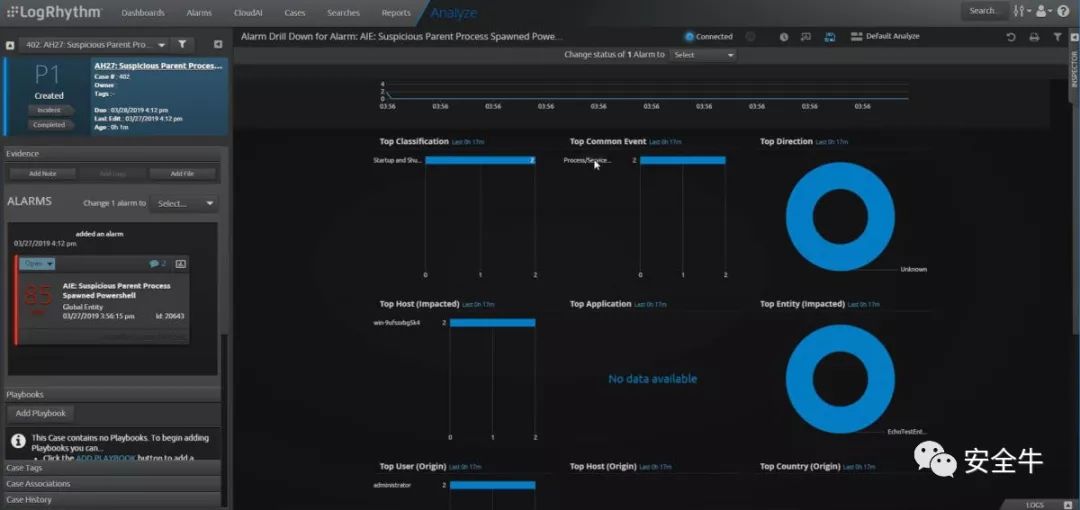 LogRhythm
Dashboards
Alarms
CloudAI
Cases
Searches
Reports
Analyze
Search...
402: AH27: Suspicious Parent Pro...
Alarm Drill Down for Alarm: AIE: Suspicious Parent Process Spawned Powe...
Connected
Default Analyze
Change status of 1 Alarm to
Select
INSPECTOR
P1
Created
Incident
Completed
AH27: Suspicious Parent Process...
Case # : 402
Owner :
Tags : -
Due : 03/28/2019 4:12 pm
Last Edit : 03/27/2019 4:12 pm
Age : 0h 1m
Evidence
Add Note
Add Logs
Add File
ALARMS
Change 1 alarm to
Select...
added an alarm
03/27/2019 4:12 pm
Open
2
85
AIE: Suspicious Parent Process
Spawned Powershell
Global Entity
03/27/2019 3:56:15 pm
Id: 20643
Playbooks
Add Playbook
This Case contains no Playbooks. To begin adding
Playbooks you can...
• Click the ADD PLAYBOOK button to add a
Case Tags
Case Associations
Case History
4
2
0
03:56 03:56 03:56 03:56 03:56 03:56 03:56 03:56 03:56 03:56
Top Classification Last 0h 17m
Startup and Shu...
2
0 1 2
Top Common Event Last 0h 17m
Process/Service...
2
0 1 2
Top Direction Last 0h 17m
Unknown
Top Host (Impacted) Last 0h 17m
win-9ufsoxbg5k4
2
0 1 2
Top Application Last 0h 17m
No data available
Top Entity (Impacted) Last 0h 17m
EchoTestEnt...
Top User (Origin) Last 0h 17m
administrator
2
Top Host (Origin) Last 0h 17m
Top Country (Origin) Last 0h 17m
安全牛
LOGS